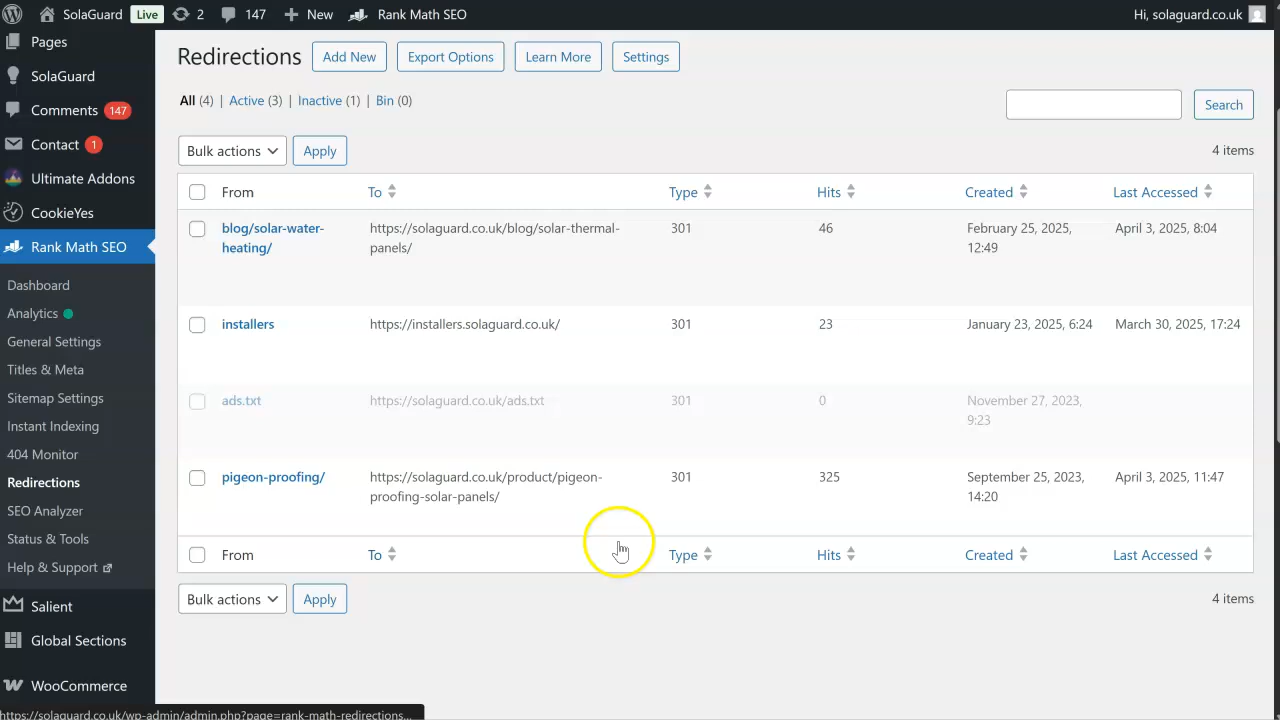 SolaGuard Live 2 147 New Rank Math SEO Hi, solaguard.co.uk
Pages
SolaGuard
Comments 147
Contact 1
Ultimate Addons
CookieYes
Rank Math SEO
Dashboard
Analytics
General Settings
Titles & Meta
Sitemap Settings
Instant Indexing
404 Monitor
Redirections
SEO Analyzer
Status & Tools
Help & Support
Salient
Global Sections
WooCommerce
Redirections Add New Export Options Learn More Settings
All (4) | Active (3) | Inactive (1) | Bin (0)
Search
Bulk actions Apply 4 items
From To Type Hits Created Last Accessed
blog/solar-water- https://solaguard.co.uk/blog/solar-thermal- 301 46 February 25, 2025, April 3, 2025, 8:04
heating/ panels/ 12:49
installers https://installers.solaguard.co.uk/ 301 23 January 23, 2025, 6:24 March 30, 2025, 17:24
ads.txt https://solaguard.co.uk/ads.txt 301 0 November 27, 2023,
9:23
pigeon-proofing/ https://solaguard.co.uk/product/pigeon- 301 325 September 25, 2023, April 3, 2025, 11:47
proofing-solar-panels/ 14:20
From To Type Hits Created Last Accessed
Bulk actions Apply 4 items
https://solaguard.co.uk/wp-admin/admin.php?page=rank-math-redirections...